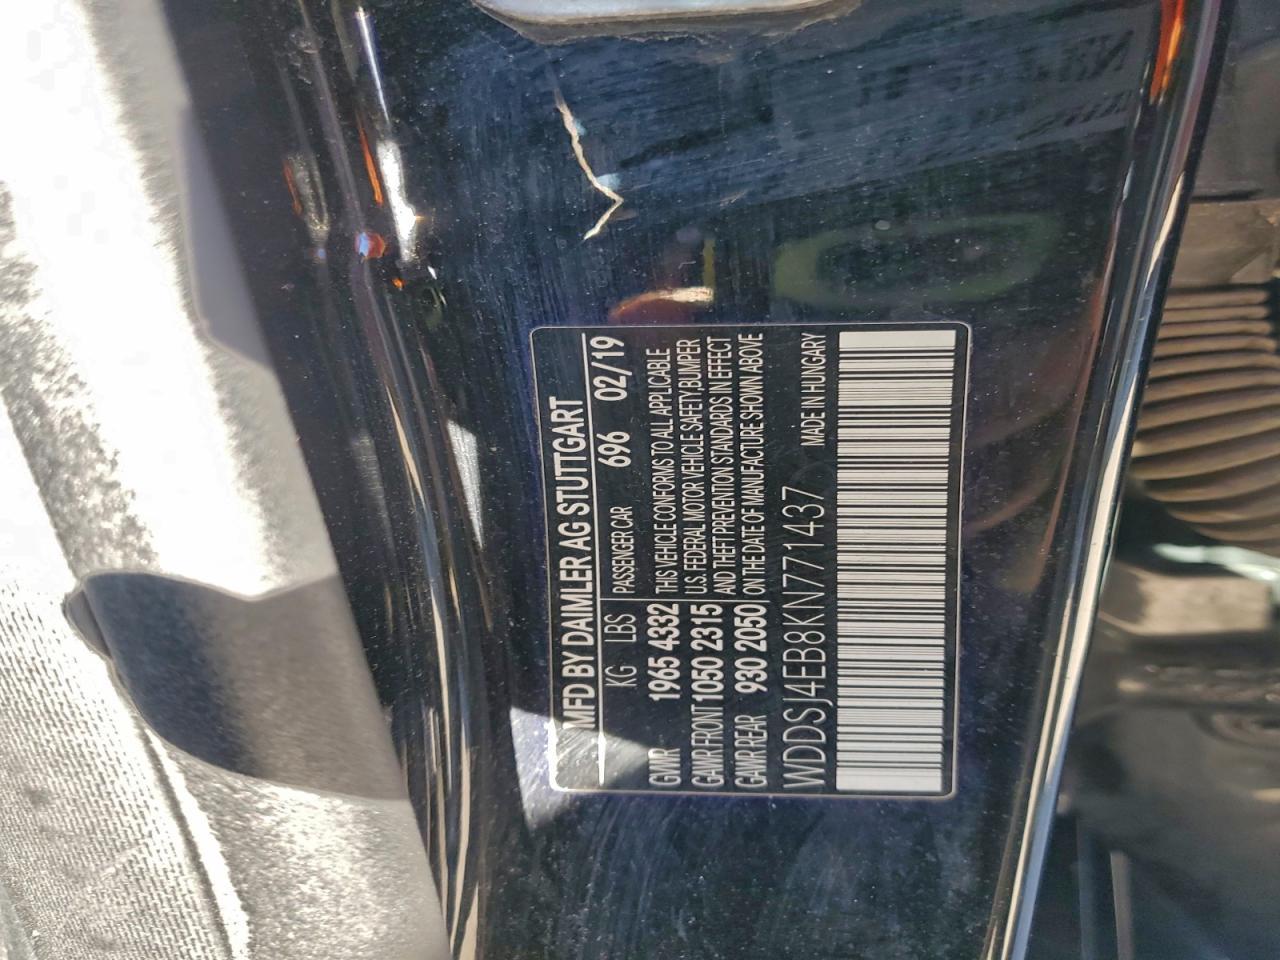 MFD BY DAIMLER AG STUTTGART
KG LBS PASSENGER CAR 696 02/19
GVWR 1965 4332 THIS VEHICLE CONFORMS TO ALL APPLICABLE
GAWR FRONT 1050 2315 U.S. FEDERAL MOTOR VEHICLE SAFETY,BUMPER
GAWR REAR 930 2050 AND THEFT PREVENTION STANDARDS IN EFFECT
ON THE DATE OF MANUFACTURE SHOWN ABOVE
WDDSJ4EB8KN771437 MADE IN HUNGARY